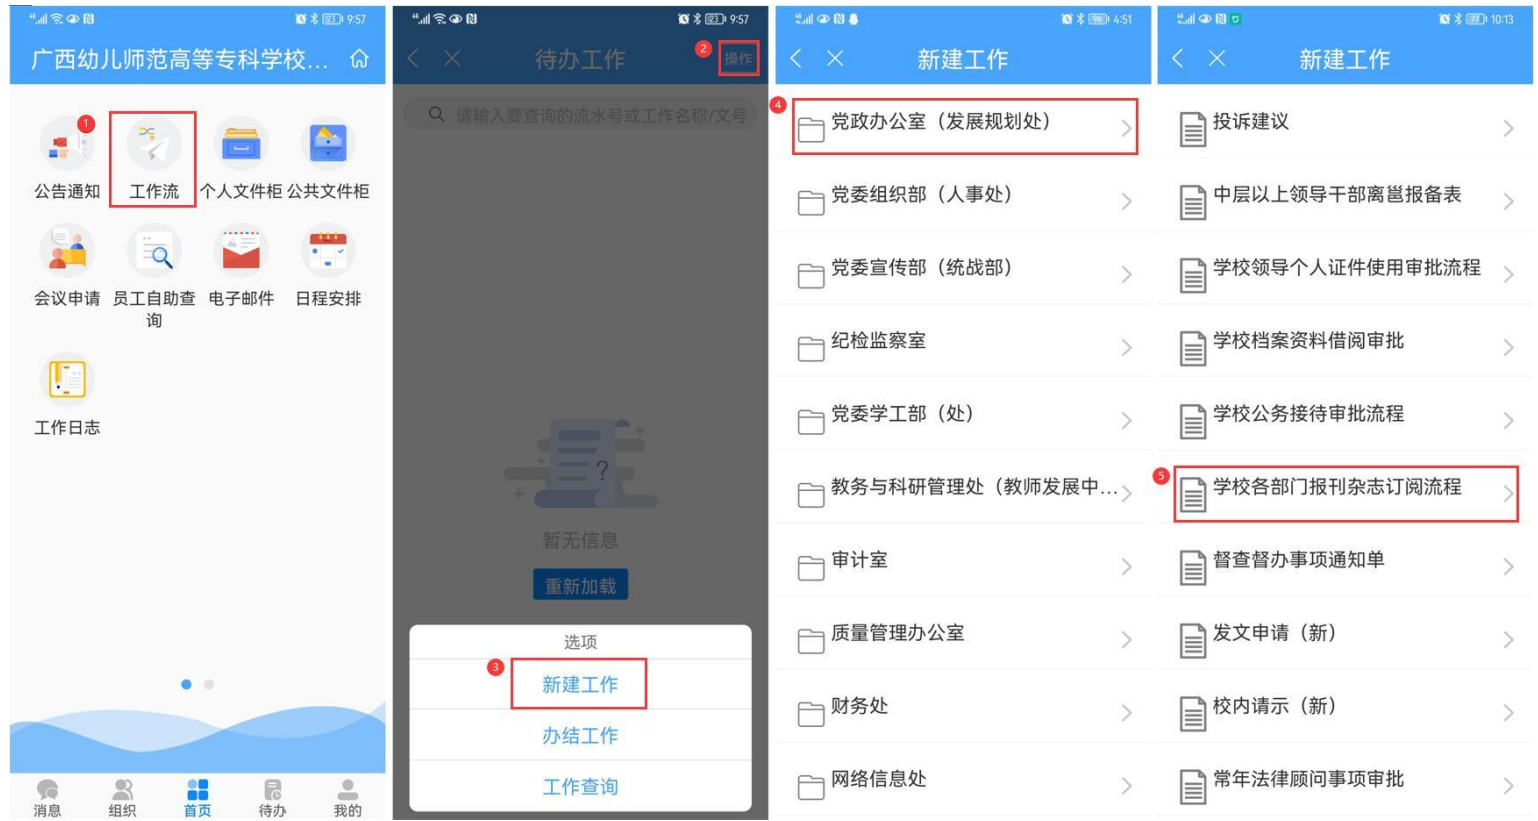 9:57
广西幼儿师范高等专科学校...
1
公告通知
工作流
个人文件柜
公共文件柜
会议申请
员工自助查
询
电子邮件
日程安排
工作日志
消息
组织
首页
待办
我的
9:57
待办工作
2
操作
请输入要查询的流水号或工作名称/文号
?
暂无信息
重新加载
选项
3
新建工作
办结工作
工作查询
4:51
新建工作
4
党政办公室（发展规划处）
党委组织部（人事处）
党委宣传部（统战部）
纪检监察室
党委学工部（处）
教务与科研管理处（教师发展中...
审计室
质量管理办公室
财务处
网络信息处
10:13
新建工作
投诉建议
中层以上领导干部离邕报备表
学校领导个人证件使用审批流程
学校档案资料借阅审批
学校公务接待审批流程
5
学校各部门报刊杂志订阅流程
督查督办事项通知单
发文申请（新）
校内请示（新）
常年法律顾问事项审批